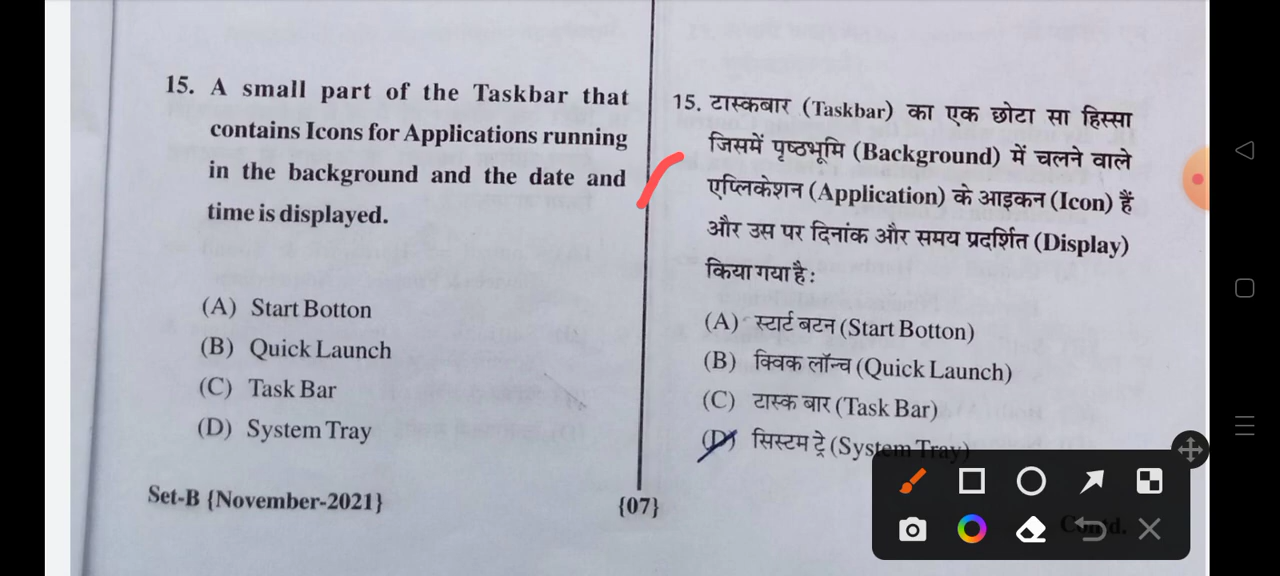 15. A small part of the Taskbar that
contains Icons for Applications running
in the background and the date and
time is displayed.
(A) Start Botton
(B) Quick Launch
(C) Task Bar
(D) System Tray
Set-B {November-2021}
{07}
15. टास्कबार (Taskbar) का एक छोटा सा हिस्सा
जिसमें पृष्ठभूमि (Background) में चलने वाले
एप्लिकेशन (Application) के आइकन (Icon) हैं
और उस पर दिनांक और समय प्रदर्शित (Display)
किया गया है:
(A) स्टार्ट बटन (Start Botton)
(B) क्विक लॉन्च (Quick Launch)
(C) टास्क बार (Task Bar)
(D) सिस्टम ट्रे (System Tray)
Contd.